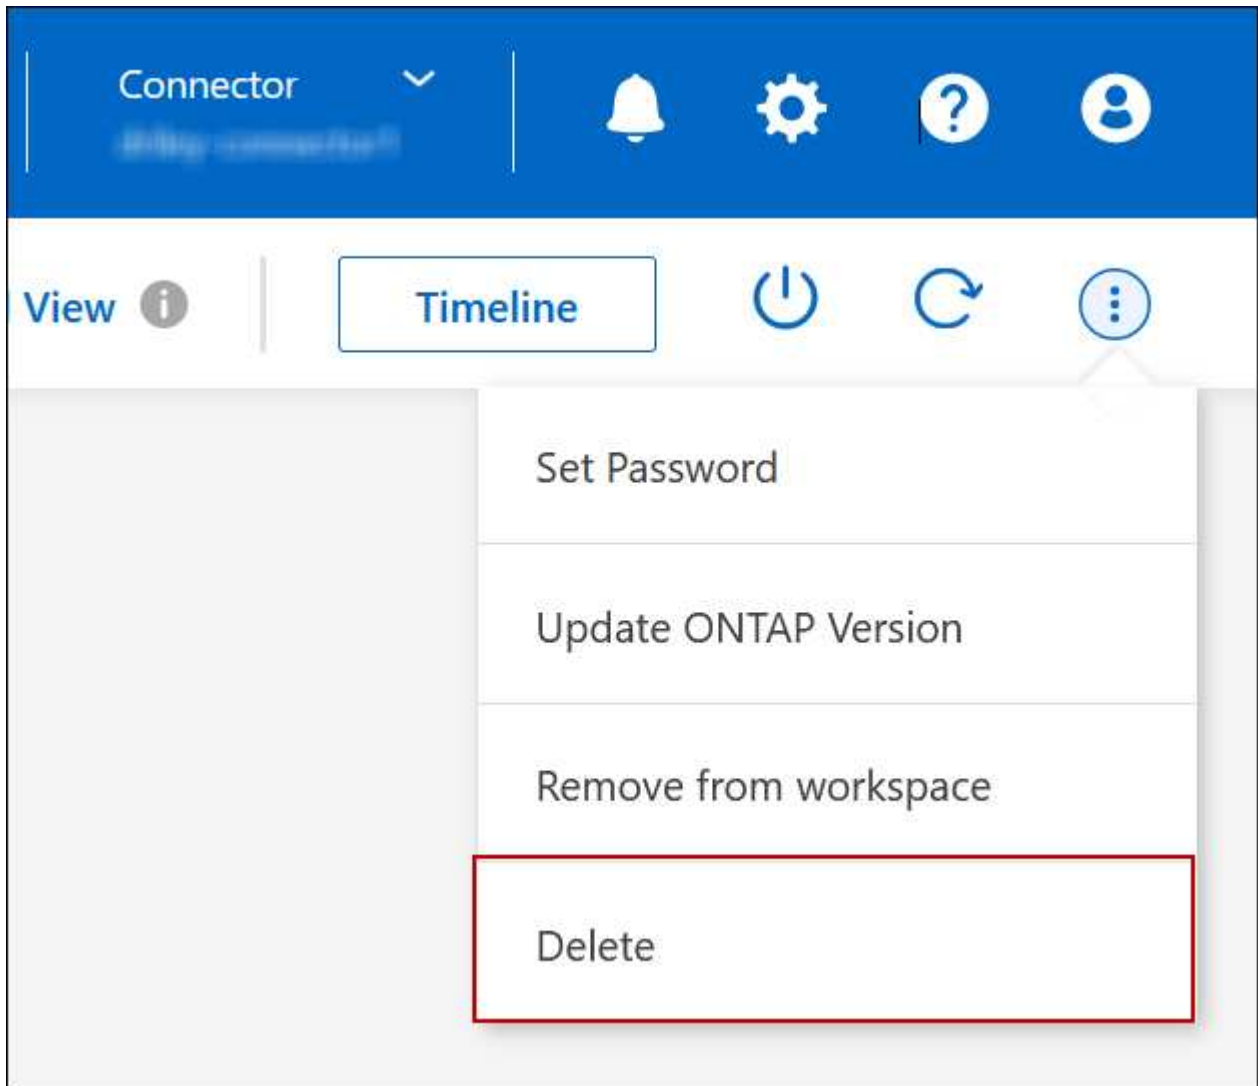 Connector
View
Timeline
Set Password
Update ONTAP Version
Remove from workspace
Delete